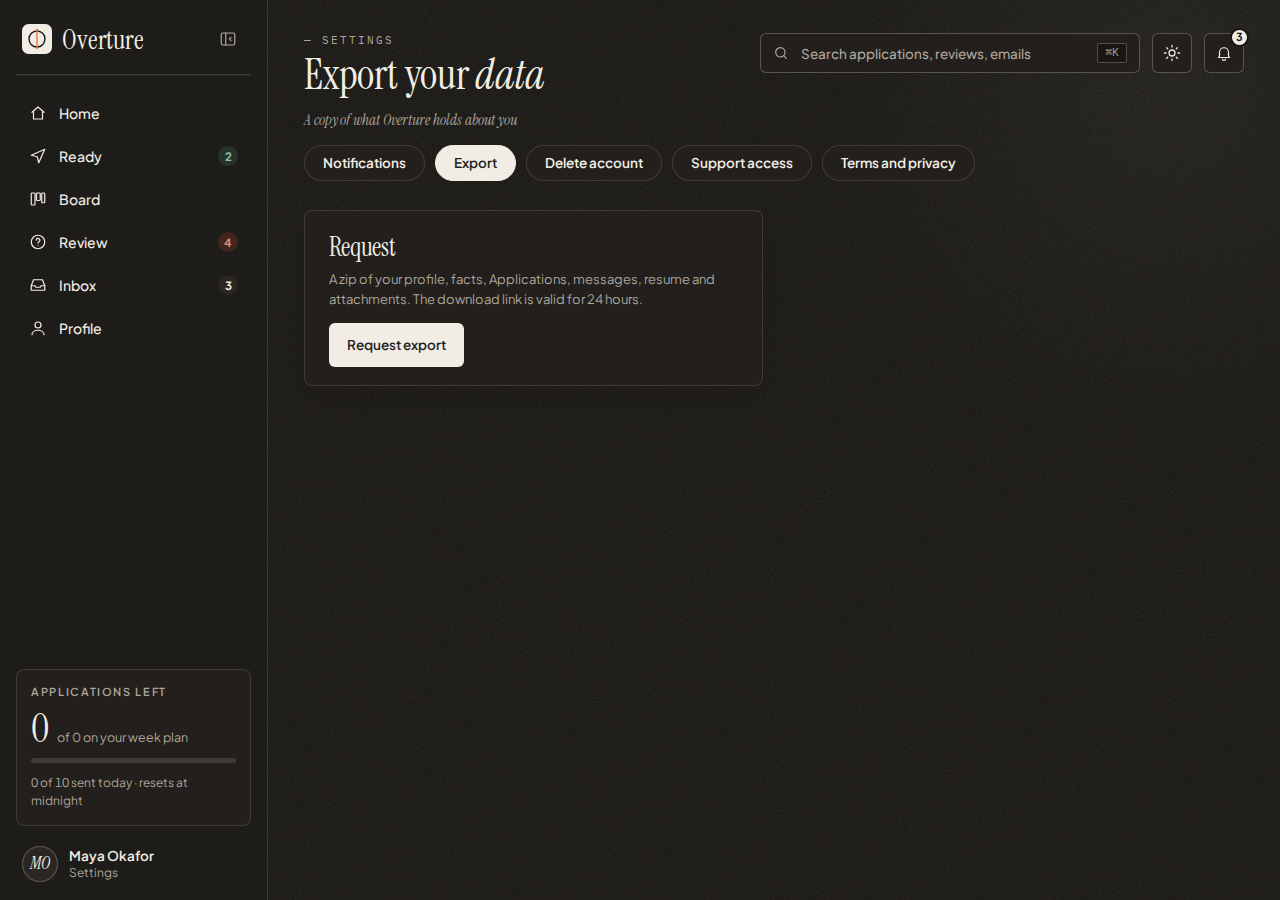 Overture
Home
Ready 2
Board
Review 4
Inbox 3
Profile
APPLICATIONS LEFT
0 of 0 on your week plan
0 of 10 sent today · resets at
midnight
MO
Maya Okafor
Settings
— SETTINGS
Export your data
A copy of what Overture holds about you
Search applications, reviews, emails ⌘K
3
Notifications Export Delete account Support access Terms and privacy
Request
A zip of your profile, facts, Applications, messages, resume and
attachments. The download link is valid for 24 hours.
Request export